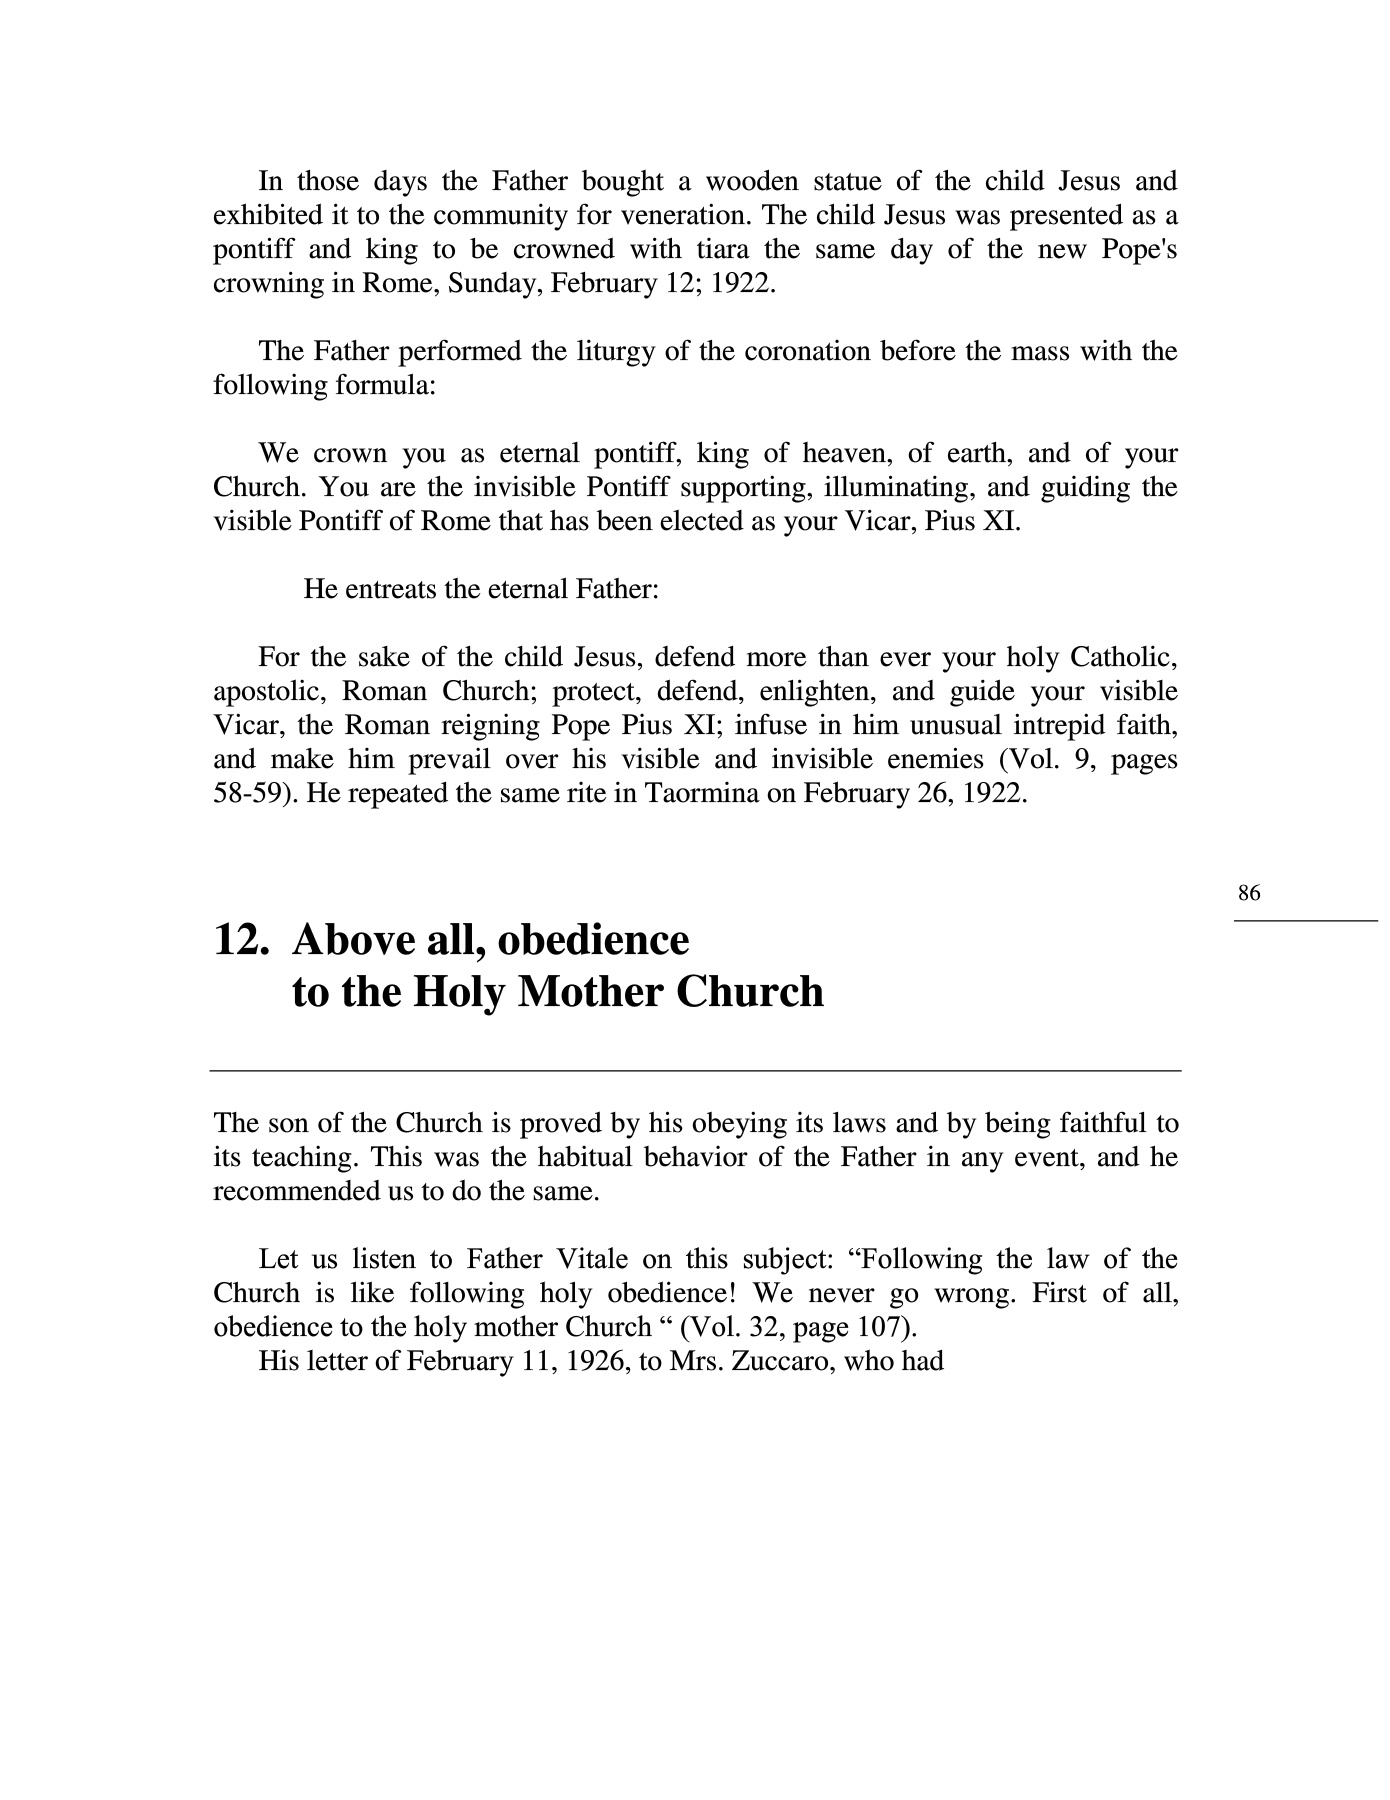 In those days the Father bought a wooden statue of the child Jesus and
exhibited it to the community for veneration. The child Jesus was presented as a
pontiff and king to be crowned with tiara the same day of the new Pope's
crowning in Rome, Sunday, February 12; 1922.
The Father performed the liturgy of the coronation before the mass with the
following formula:
We crown you as eternal pontiff, king of heaven, of earth, and of your
Church. You are the invisible Pontiff supporting, illuminating, and guiding the
visible Pontiff of Rome that has been elected as your Vicar, Pius XI.
He entreats the eternal Father:
For the sake of the child Jesus, defend more than ever your holy Catholic,
apostolic, Roman Church; protect, defend, enlighten, and guide your visible
Vicar, the Roman reigning Pope Pius XI; infuse in him unusual intrepid faith,
and make him prevail over his visible and invisible enemies (Vol. 9, pages
58-59). He repeated the same rite in Taormina on February 26, 1922.
86
12. Above all, obedience
to the Holy Mother Church
The son of the Church is proved by his obeying its laws and by being faithful to
its teaching. This was the habitual behavior of the Father in any event, and he
recommended us to do the same.
Let us listen to Father Vitale on this subject: “Following the law of the
Church is like following holy obedience! We never go wrong. First of all,
obedience to the holy mother Church “ (Vol. 32, page 107).
His letter of February 11, 1926, to Mrs. Zuccaro, who had